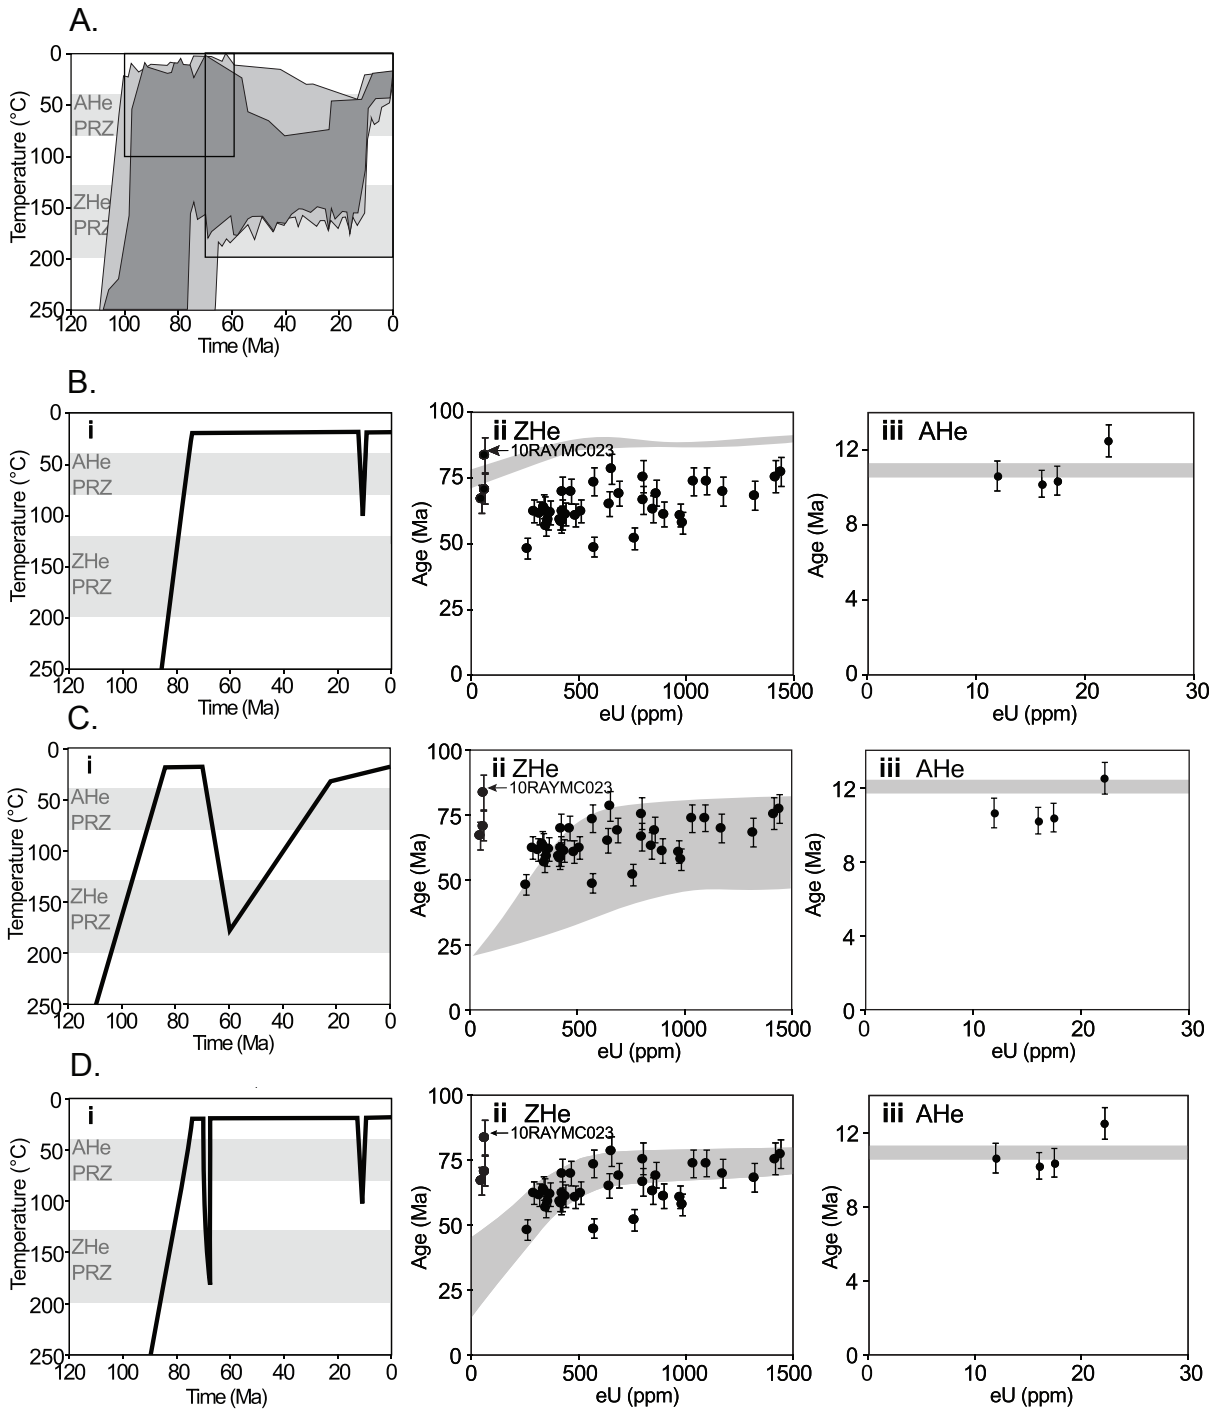 A.
0
50
100
150
200
250
Temperature (°C)
AHe
PRZ
ZHe
PRZ
120 100 80 60 40 20 0
Time (Ma)
B.
i
0
50
100
150
200
250
Temperature (°C)
AHe
PRZ
ZHe
PRZ
120 100 80 60 40 20 0
Time (Ma)
ii ZHe
10RAYMC023
100
75
50
25
0
Age (Ma)
0 500 1000 1500
eU (ppm)
iii AHe
12
8
4
0
Age (Ma)
0 10 20 30
eU (ppm)
C.
i
0
50
100
150
200
250
Temperature (°C)
AHe
PRZ
ZHe
PRZ
120 100 80 60 40 20 0
Time (Ma)
ii ZHe
10RAYMC023
100
75
50
25
0
Age (Ma)
0 500 1000 1500
eU (ppm)
iii AHe
12
8
4
0
Age (Ma)
0 10 20 30
eU (ppm)
D.
i
0
50
100
150
200
250
Temperature (°C)
AHe
PRZ
ZHe
PRZ
120 100 80 60 40 20 0
Time (Ma)
ii ZHe
10RAYMC023
100
75
50
25
0
Age (Ma)
0 500 1000 1500
eU (ppm)
iii AHe
12
8
4
0
Age (Ma)
0 10 20 30
eU (ppm)